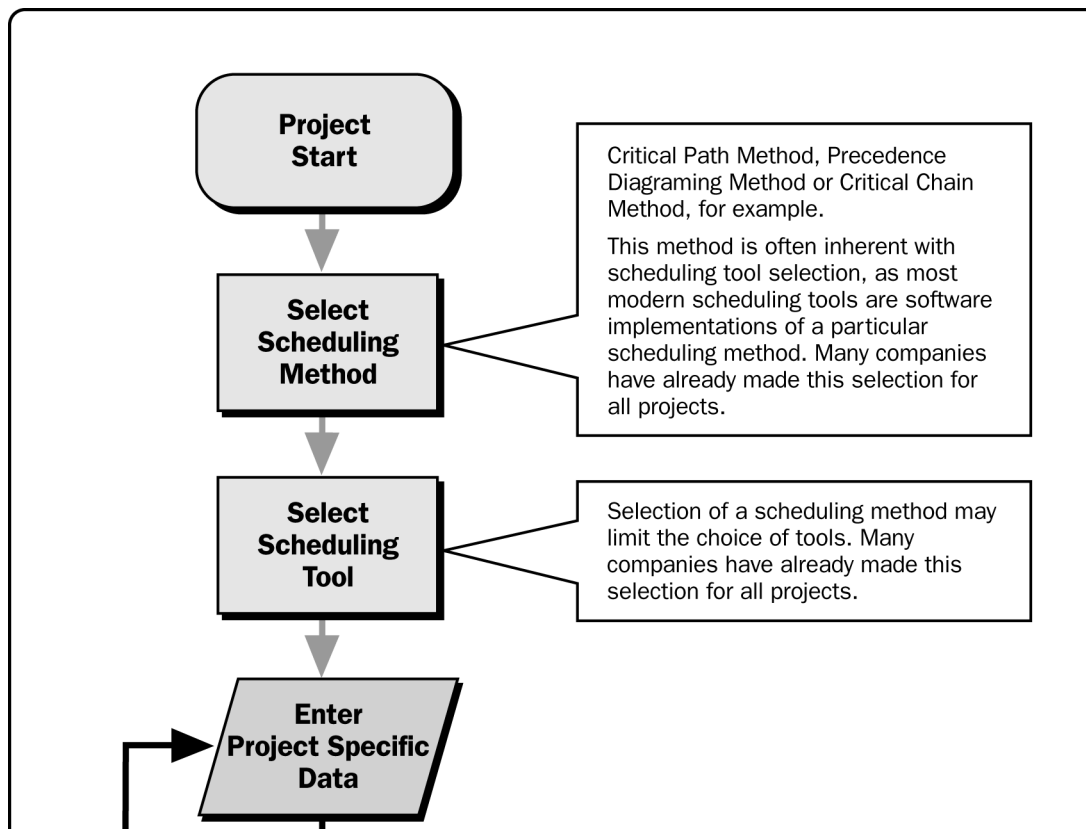 Project
Start
Critical Path Method, Precedence
Diagraming Method or Critical Chain
Method, for example.
This method is often inherent with
scheduling tool selection, as most
modern scheduling tools are software
implementations of a particular
scheduling method. Many companies
have already made this selection for
all projects.
Select
Scheduling
Method
Select
Scheduling
Tool
Selection of a scheduling method may
limit the choice of tools. Many
companies have already made this
selection for all projects.
Enter
Project Specific
Data